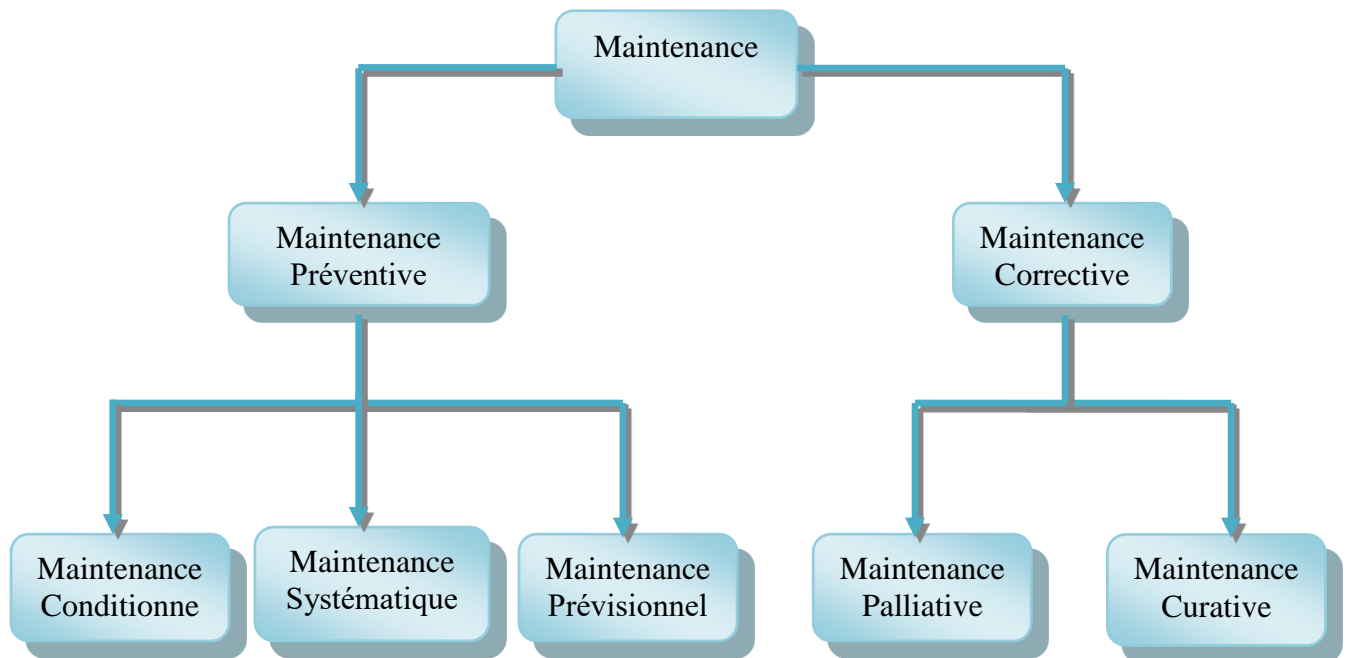 Maintenance
Maintenance
Préventive
Maintenance
Corrective
Maintenance
Conditionne
Maintenance
Systématique
Maintenance
Prévisionnel
Maintenance
Palliative
Maintenance
Curative